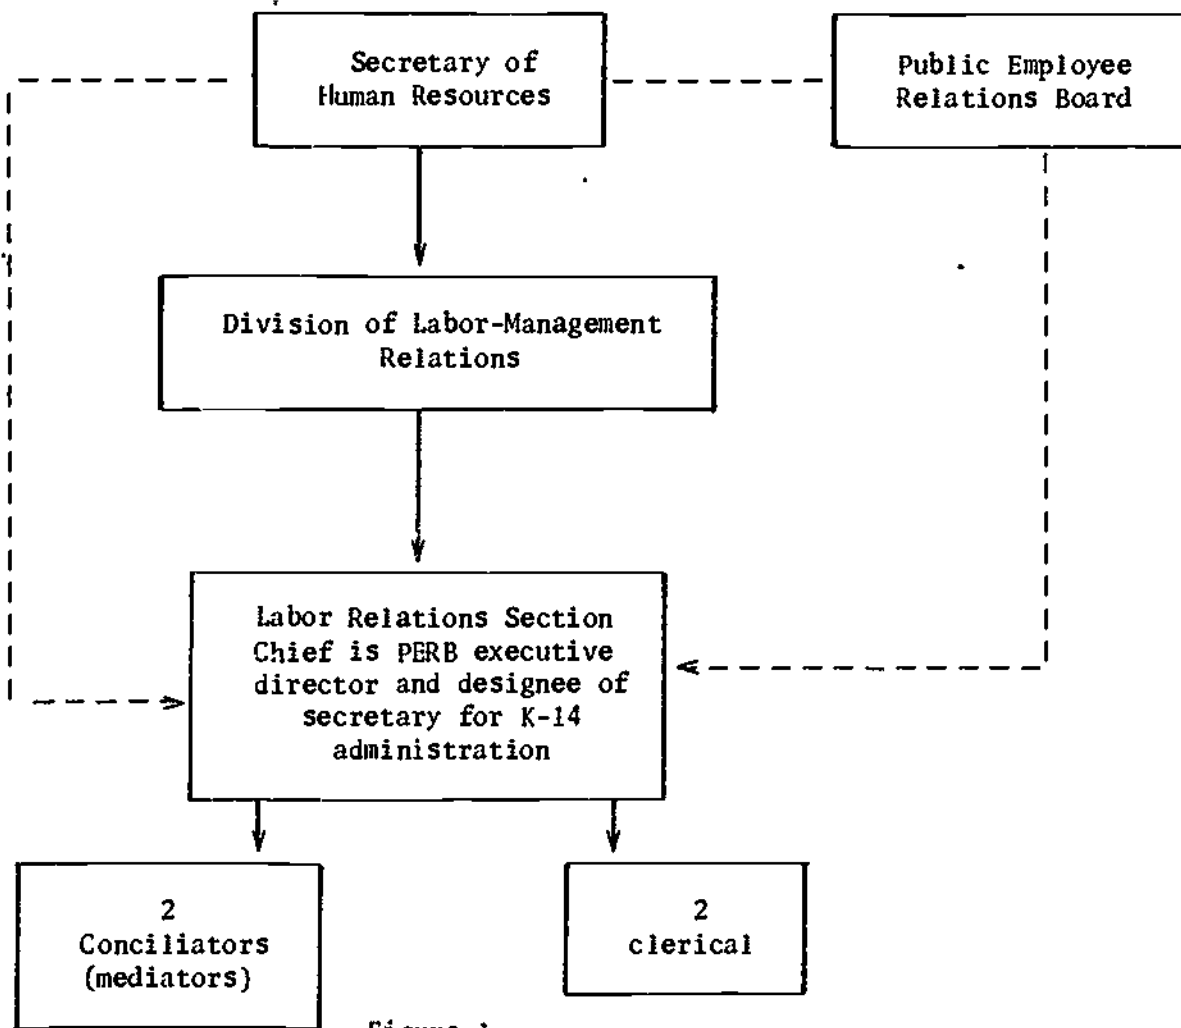 Secretary of
Human Resources
Public Employee
Relations Board
Division of Labor-Management
Relations
Labor Relations Section
Chief is PERB executive
director and designee of
secretary for K-14
administration
2
Conciliators
(mediators)
2
clerical